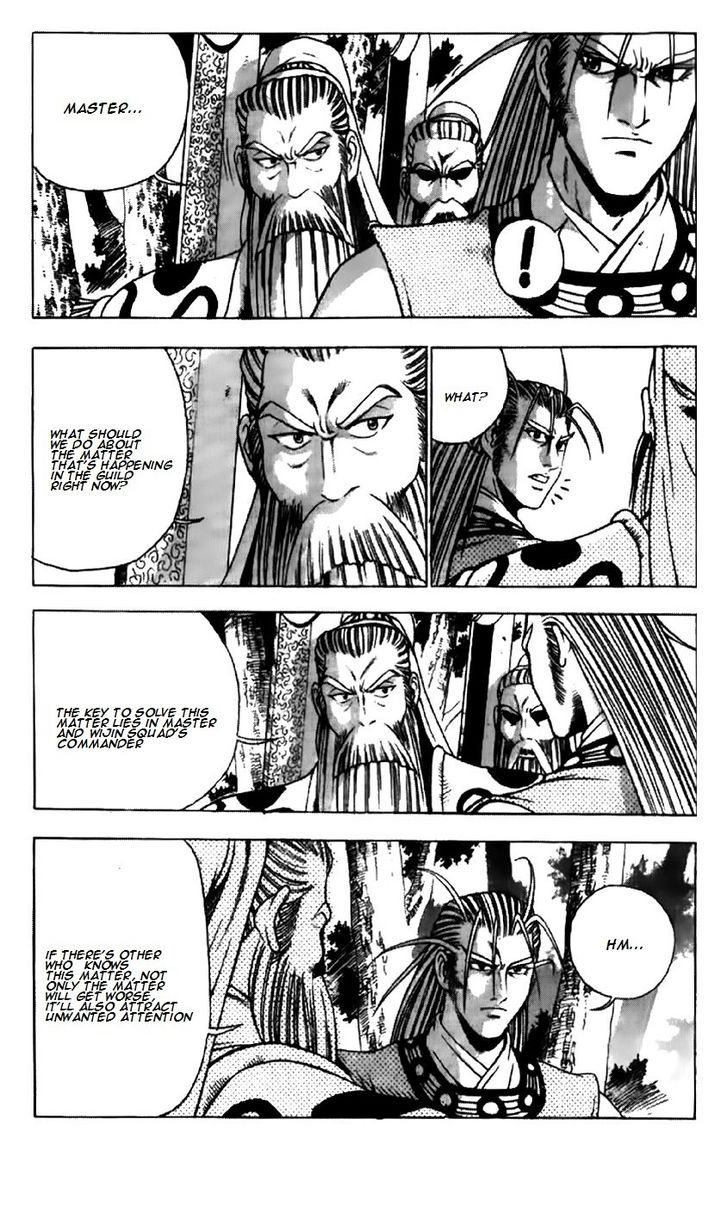 MASTER...
!
WHAT SHOULD
WE DO ABOUT
THE MATTER
THAT'S HAPPENING
IN THE GUILD
RIGHT NOW?
WHAT?
THE KEY TO SOLVE THIS
MATTER LIES IN MASTER
AND WIJIN SQUAD'S
COMMANDER
IF THERE'S OTHER
WHO KNOWS
THIS MATTER, NOT
ONLY THE MATTER
WILL GET WORSE,
IT'LL ALSO ATTRACT
UNWANTED ATTENTION
HM...